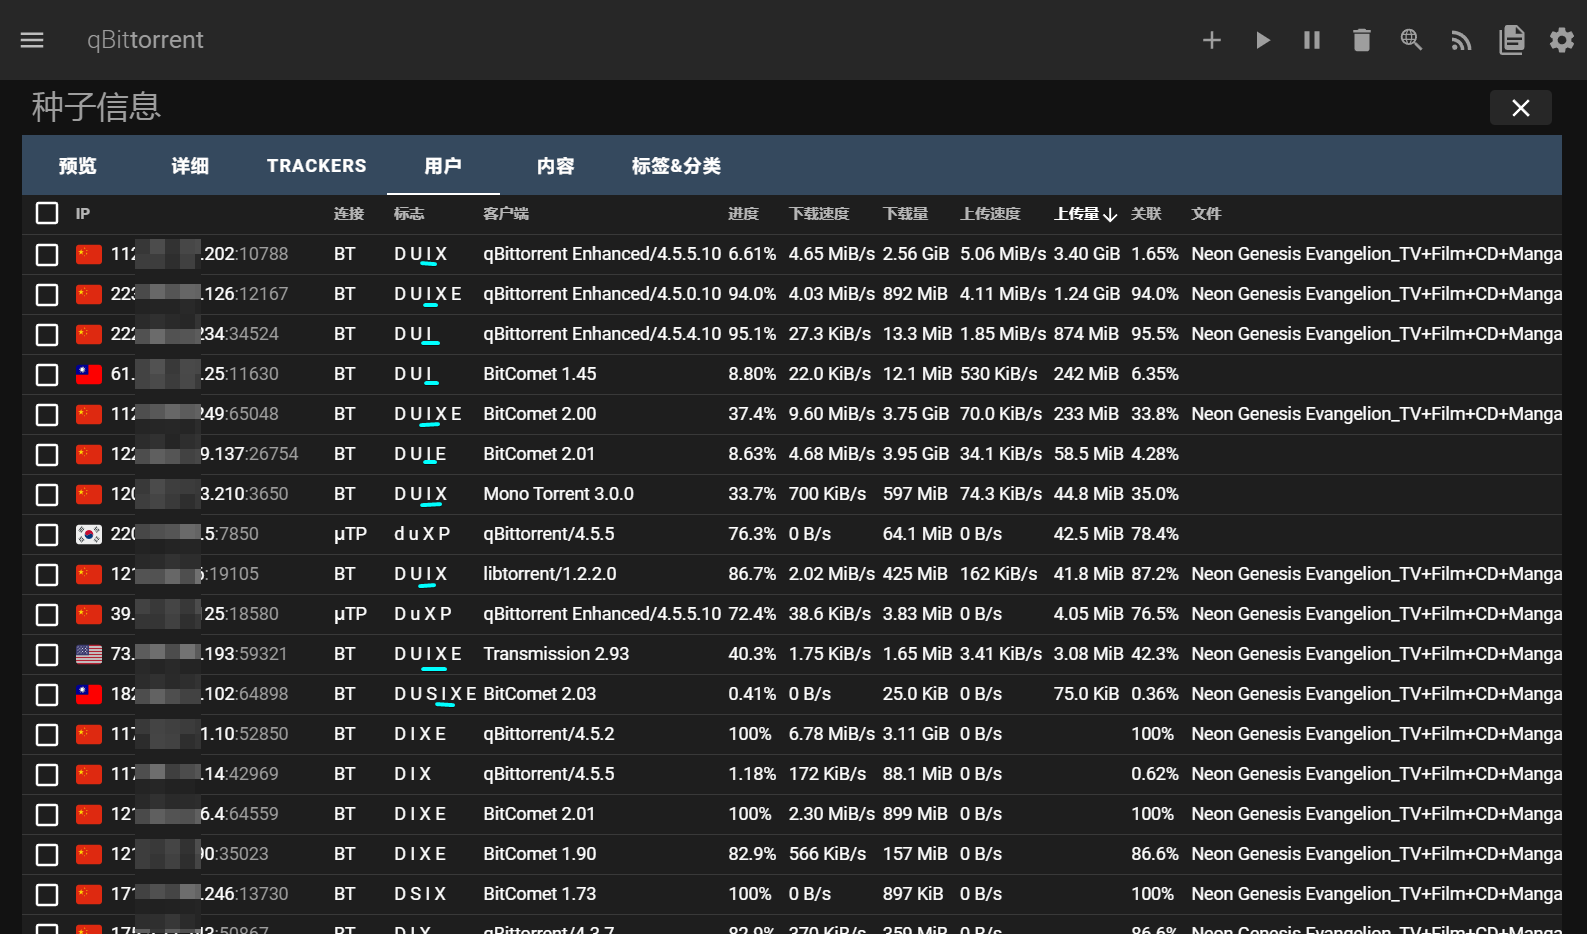 qBittorrent
种子信息
预览 详细 TRACKERS 用户 内容 标签&分类
IP 连接 标志 客户端 进度 下载速度 下载量 上传速度 上传量 关联 文件
112 .202:10788 BT D U I X qBittorrent Enhanced/4.5.5.10 6.61% 4.65 MiB/s 2.56 GiB 5.06 MiB/s 3.40 GiB 1.65% Neon Genesis Evangelion_TV+Film+CD+Manga
223 .126:12167 BT D U I X E qBittorrent Enhanced/4.5.0.10 94.0% 4.03 MiB/s 892 MiB 4.11 MiB/s 1.24 GiB 94.0% Neon Genesis Evangelion_TV+Film+CD+Manga
222 234:34524 BT D U I qBittorrent Enhanced/4.5.4.10 95.1% 27.3 KiB/s 13.3 MiB 1.85 MiB/s 874 MiB 95.5% Neon Genesis Evangelion_TV+Film+CD+Manga
61. .25:11630 BT D U I BitComet 1.45 8.80% 22.0 KiB/s 12.1 MiB 530 KiB/s 242 MiB 6.35%
112 249:65048 BT D U I X E BitComet 2.00 37.4% 9.60 MiB/s 3.75 GiB 70.0 KiB/s 233 MiB 33.8% Neon Genesis Evangelion_TV+Film+CD+Manga
122 9.137:26754 BT D U I E BitComet 2.01 8.63% 4.68 MiB/s 3.95 GiB 34.1 KiB/s 58.5 MiB 4.28%
120 3.210:3650 BT D U I X Mono Torrent 3.0.0 33.7% 700 KiB/s 597 MiB 74.3 KiB/s 44.8 MiB 35.0%
220 .5:7850 μTP d u X P qBittorrent/4.5.5 76.3% 0 B/s 64.1 MiB 0 B/s 42.5 MiB 78.4%
121 :19105 BT D U I X libtorrent/1.2.2.0 86.7% 2.02 MiB/s 425 MiB 162 KiB/s 41.8 MiB 87.2% Neon Genesis Evangelion_TV+Film+CD+Manga
39. 25:18580 μTP D u X P qBittorrent Enhanced/4.5.5.10 72.4% 38.6 KiB/s 3.83 MiB 0 B/s 4.05 MiB 76.5% Neon Genesis Evangelion_TV+Film+CD+Manga
73. .193:59321 BT D U I X E Transmission 2.93 40.3% 1.75 KiB/s 1.65 MiB 3.41 KiB/s 3.08 MiB 42.3% Neon Genesis Evangelion_TV+Film+CD+Manga
182 .102:64898 BT D U S I X E BitComet 2.03 0.41% 0 B/s 25.0 KiB 0 B/s 75.0 KiB 0.36% Neon Genesis Evangelion_TV+Film+CD+Manga
117 1.10:52850 BT D I X E qBittorrent/4.5.2 100% 6.78 MiB/s 3.11 GiB 0 B/s 100% Neon Genesis Evangelion_TV+Film+CD+Manga
117 .14:42969 BT D I X qBittorrent/4.5.5 1.18% 172 KiB/s 88.1 MiB 0 B/s 0.62% Neon Genesis Evangelion_TV+Film+CD+Manga
121 6.4:64559 BT D I X E BitComet 2.01 100% 2.30 MiB/s 899 MiB 0 B/s 100% Neon Genesis Evangelion_TV+Film+CD+Manga
121 90:35023 BT D I X E BitComet 1.90 82.9% 566 KiB/s 157 MiB 0 B/s 86.6% Neon Genesis Evangelion_TV+Film+CD+Manga
171 .246:13730 BT D S I X BitComet 1.73 100% 0 B/s 897 KiB 0 B/s 100% Neon Genesis Evangelion_TV+Film+CD+Manga
BT D I X qBittorrent/4.3.7 370 KiB/s 359 MiB 0 B/s 86.6% Neon Genesis Evangelion_TV+Film+CD+Manga